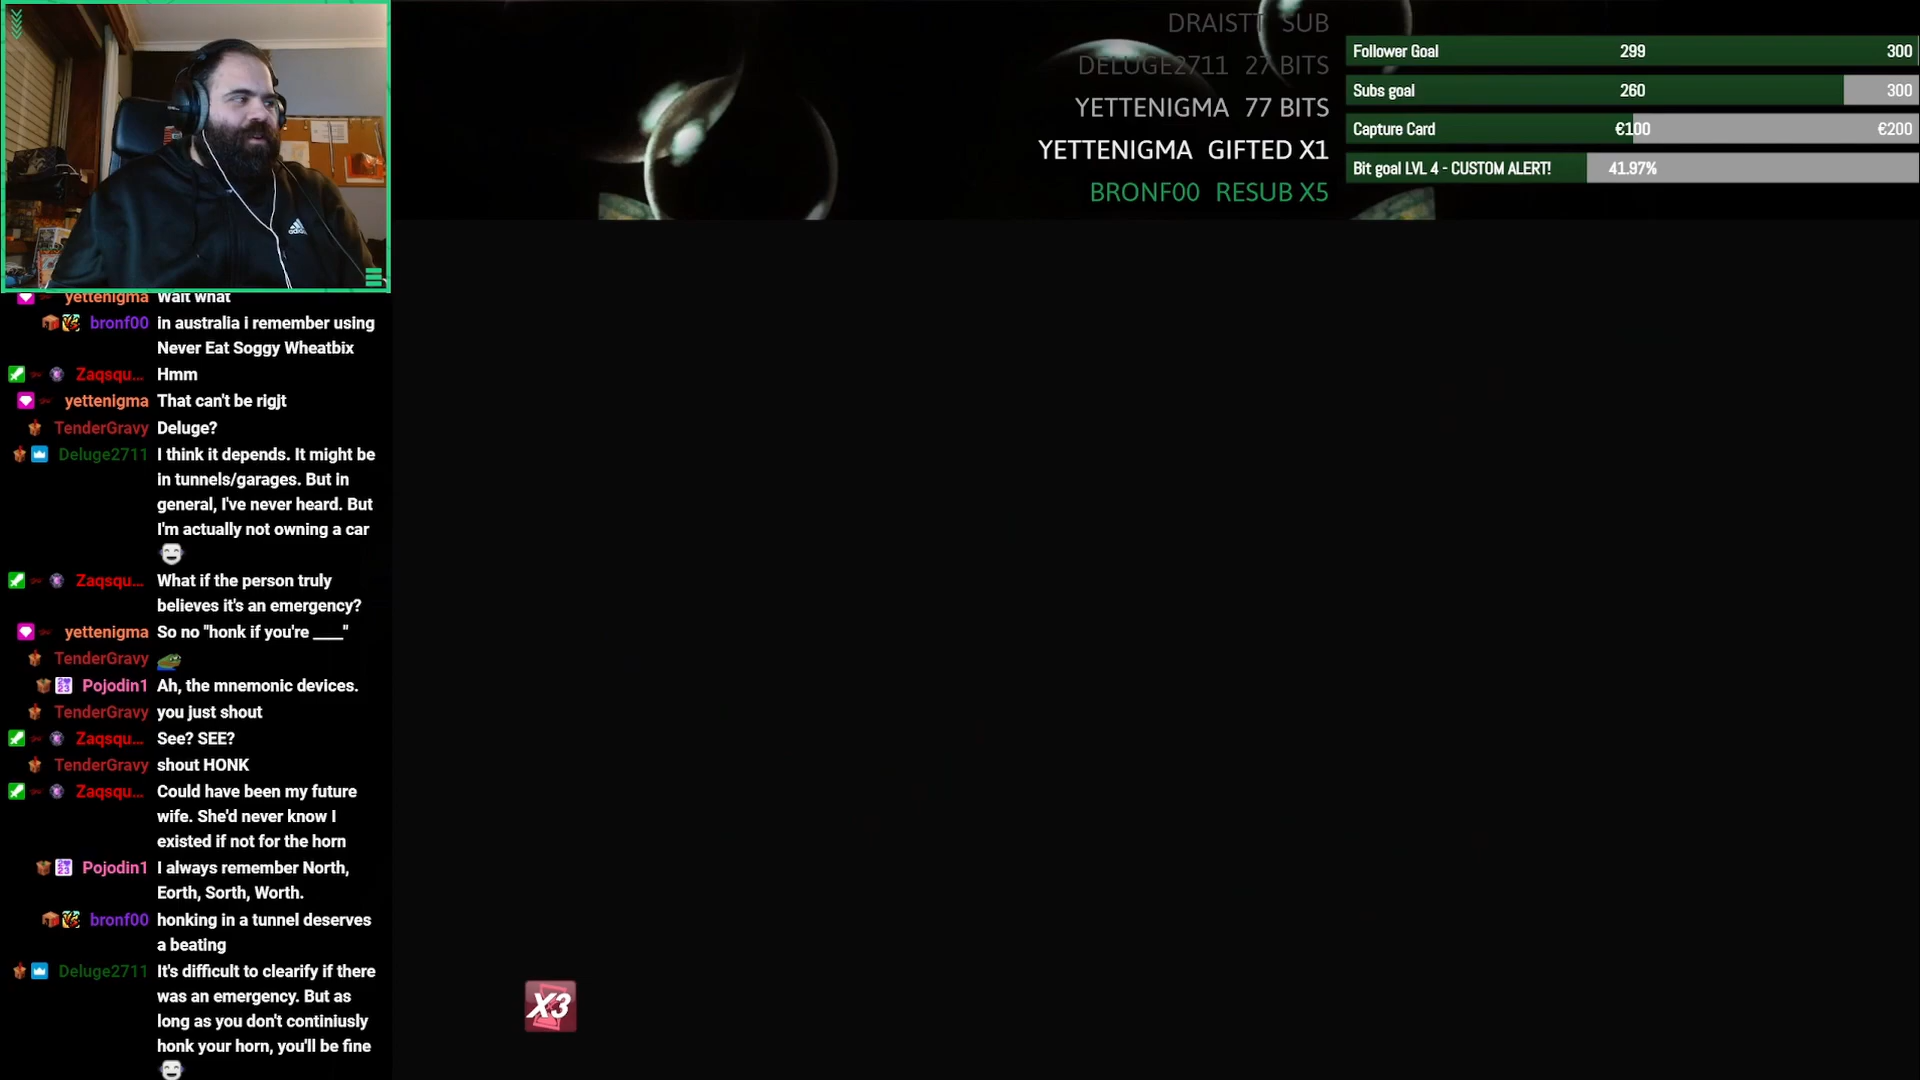 DRAISTT SUB
DELUGE2711 27 BITS
YETTENIGMA 77 BITS
YETTENIGMA GIFTED X1
BRONF00 RESUB X5
Follower Goal 299 300
Subs goal 260 300
Capture Card €100 €200
Bit goal LVL 4 - CUSTOM ALERT! 41.97%
adidas
yettenigma Wait what
bronf00 in australia i remember using
Never Eat Soggy Wheatbix
Zaqsqu... Hmm
yettenigma That can't be rigjt
TenderGravy Deluge?
Deluge2711 I think it depends. It might be
in tunnels/garages. But in
general, I've never heard. But
I'm actually not owning a car
Zaqsqu... What if the person truly
believes it's an emergency?
yettenigma So no "honk if you're ____"
TenderGravy
Pojodin1 Ah, the mnemonic devices.
TenderGravy you just shout
Zaqsqu... See? SEE?
TenderGravy shout HONK
Zaqsqu... Could have been my future
wife. She'd never know I
existed if not for the horn
Pojodin1 I always remember North,
Eorth, Sorth, Worth.
bronf00 honking in a tunnel deserves
a beating
Deluge2711 It's difficult to clearify if there
was an emergency. But as
long as you don't continiusly
honk your horn, you'll be fine
X3